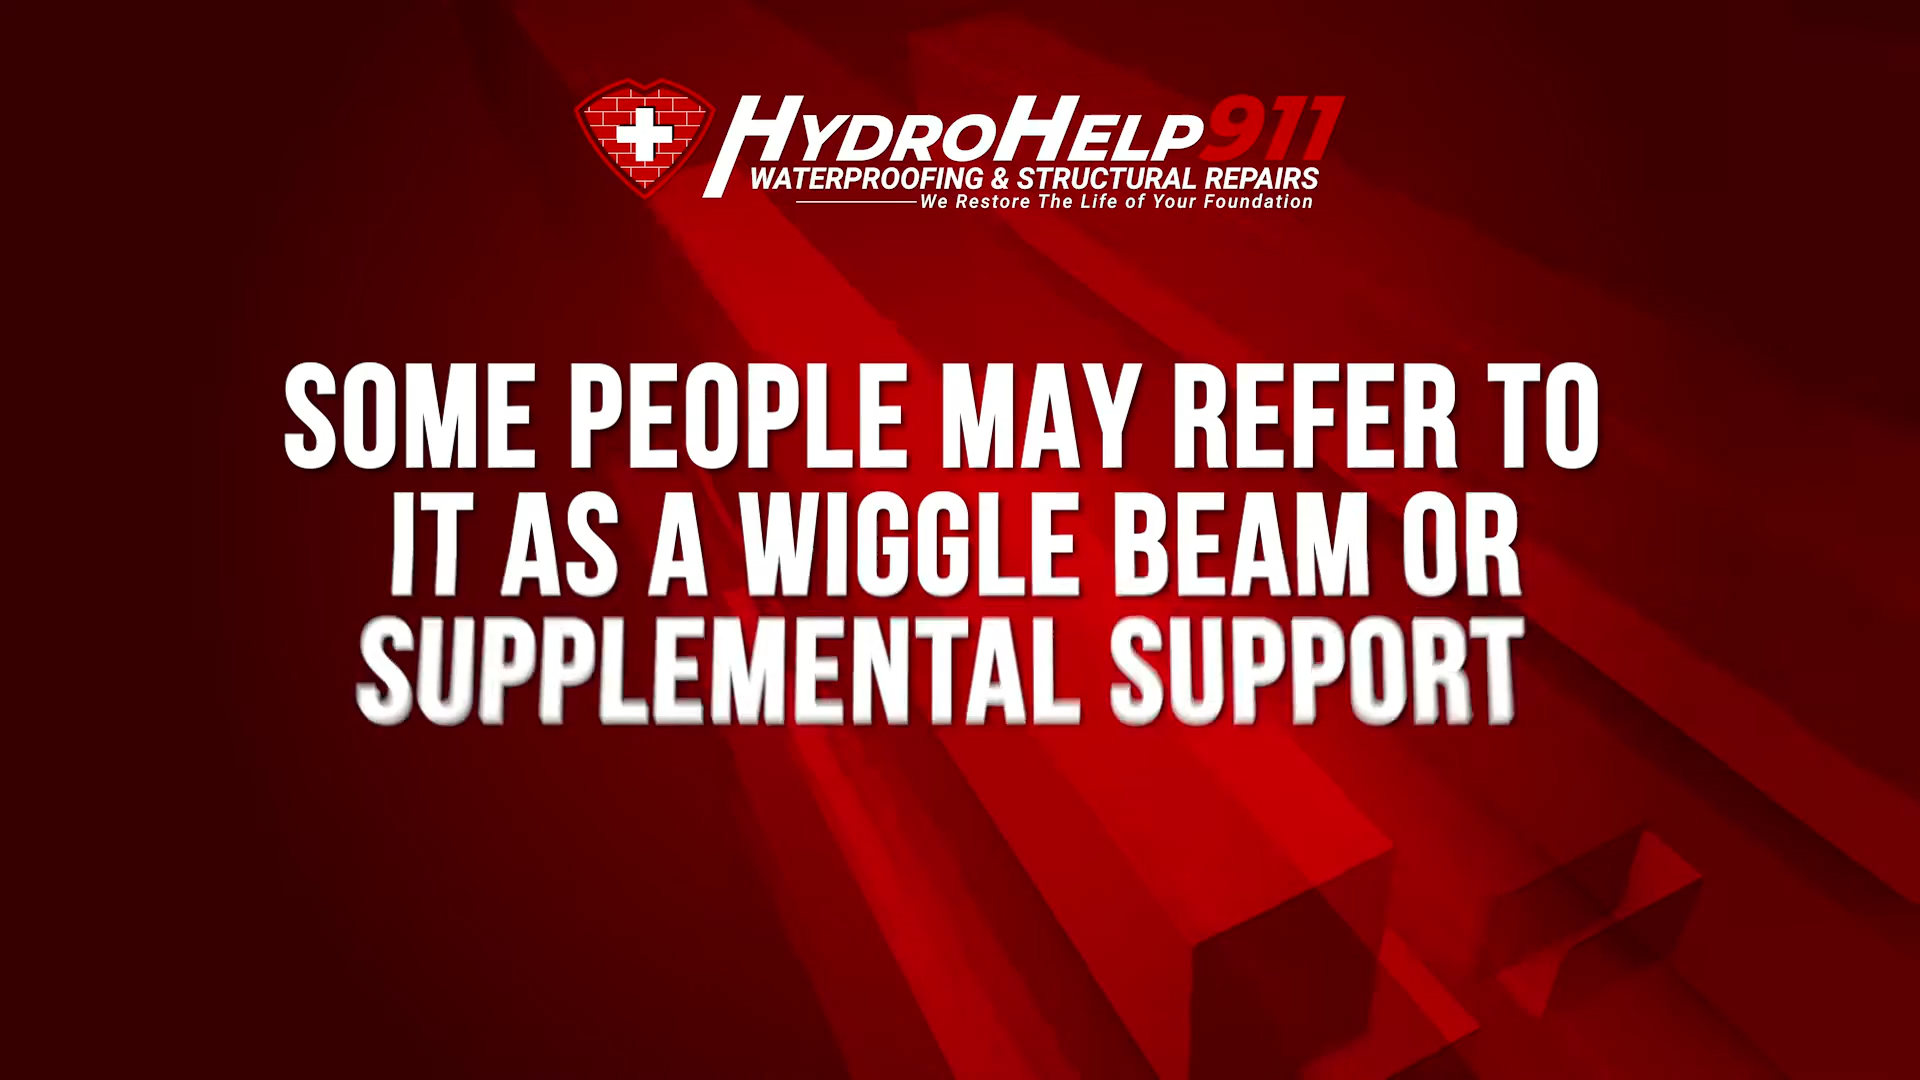 HYDROHELP911
WATERPROOFING & STRUCTURAL REPAIRS
We Restore The Life of Your Foundation
SOME PEOPLE MAY REFER TO
IT AS A WIGGLE BEAM OR
SUPPLEMENTAL SUPPORT